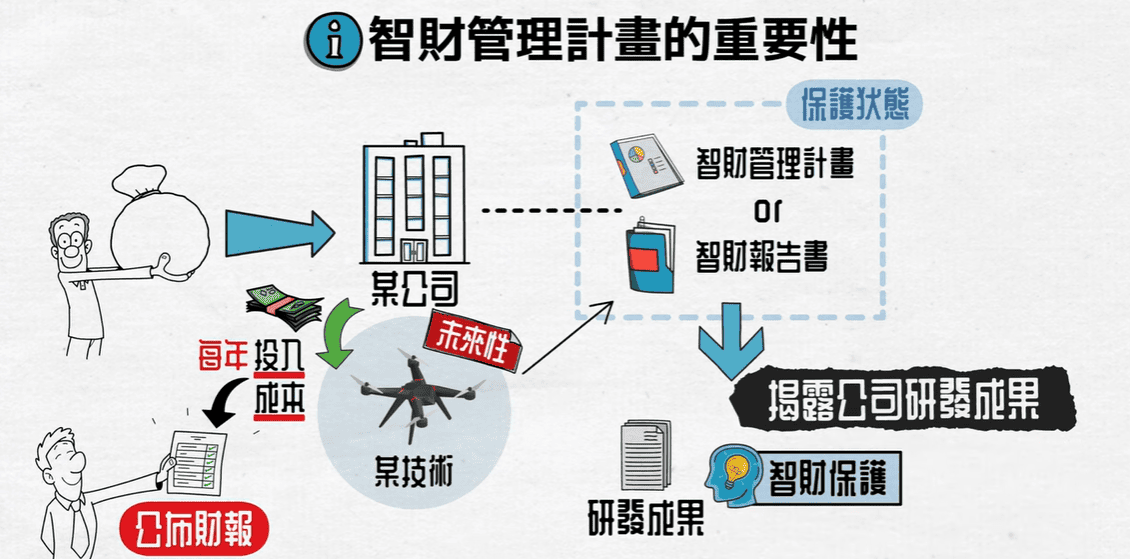 智財管理計畫的重要性
保護狀態
智財管理計畫
or
智財報告書
某公司
未來性
每年投入
成本
某技術
揭露公司研發成果
智財保護
研發成果
公布財報